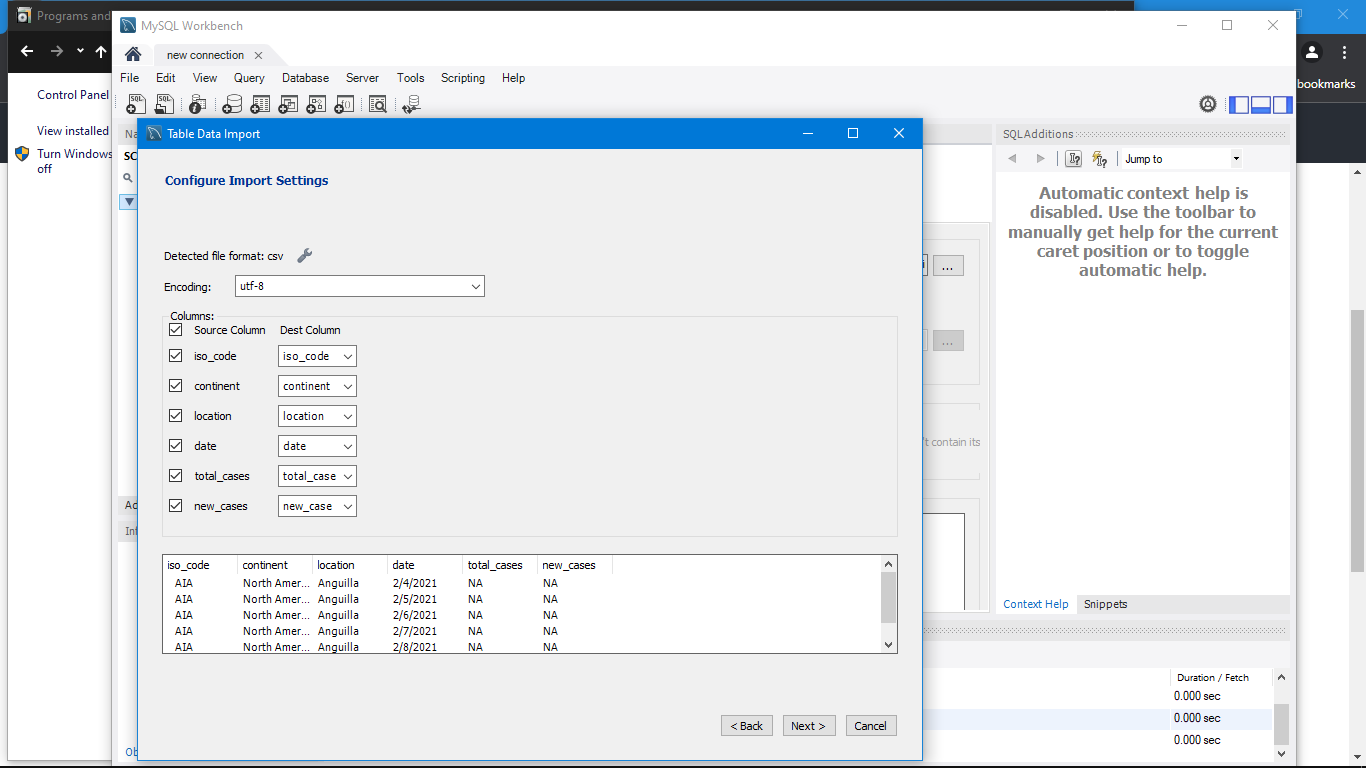 Programs and
MySQL Workbench
new connection
File Edit View Query Database Server Tools Scripting Help
bookmarks
Control Panel
View installed
Turn Windows
off
Table Data Import
SQLAdditions
Jump to
Automatic context help is
disabled. Use the toolbar to
manually get help for the current
caret position or to toggle
automatic help.
Configure Import Settings
Detected file format: csv
Encoding: utf-8
...
...
Columns:
Source Column Dest Column
iso_code iso_code
continent continent
location location
date date
total_cases total_case
new_cases new_case
't contain its
iso_code continent location date total_cases new_cases
AIA North Amer... Anguilla 2/4/2021 NA NA
AIA North Amer... Anguilla 2/5/2021 NA NA
AIA North Amer... Anguilla 2/6/2021 NA NA
AIA North Amer... Anguilla 2/7/2021 NA NA
AIA North Amer... Anguilla 2/8/2021 NA NA
< Back Next > Cancel
Context Help Snippets
Duration / Fetch
0.000 sec
0.000 sec
0.000 sec